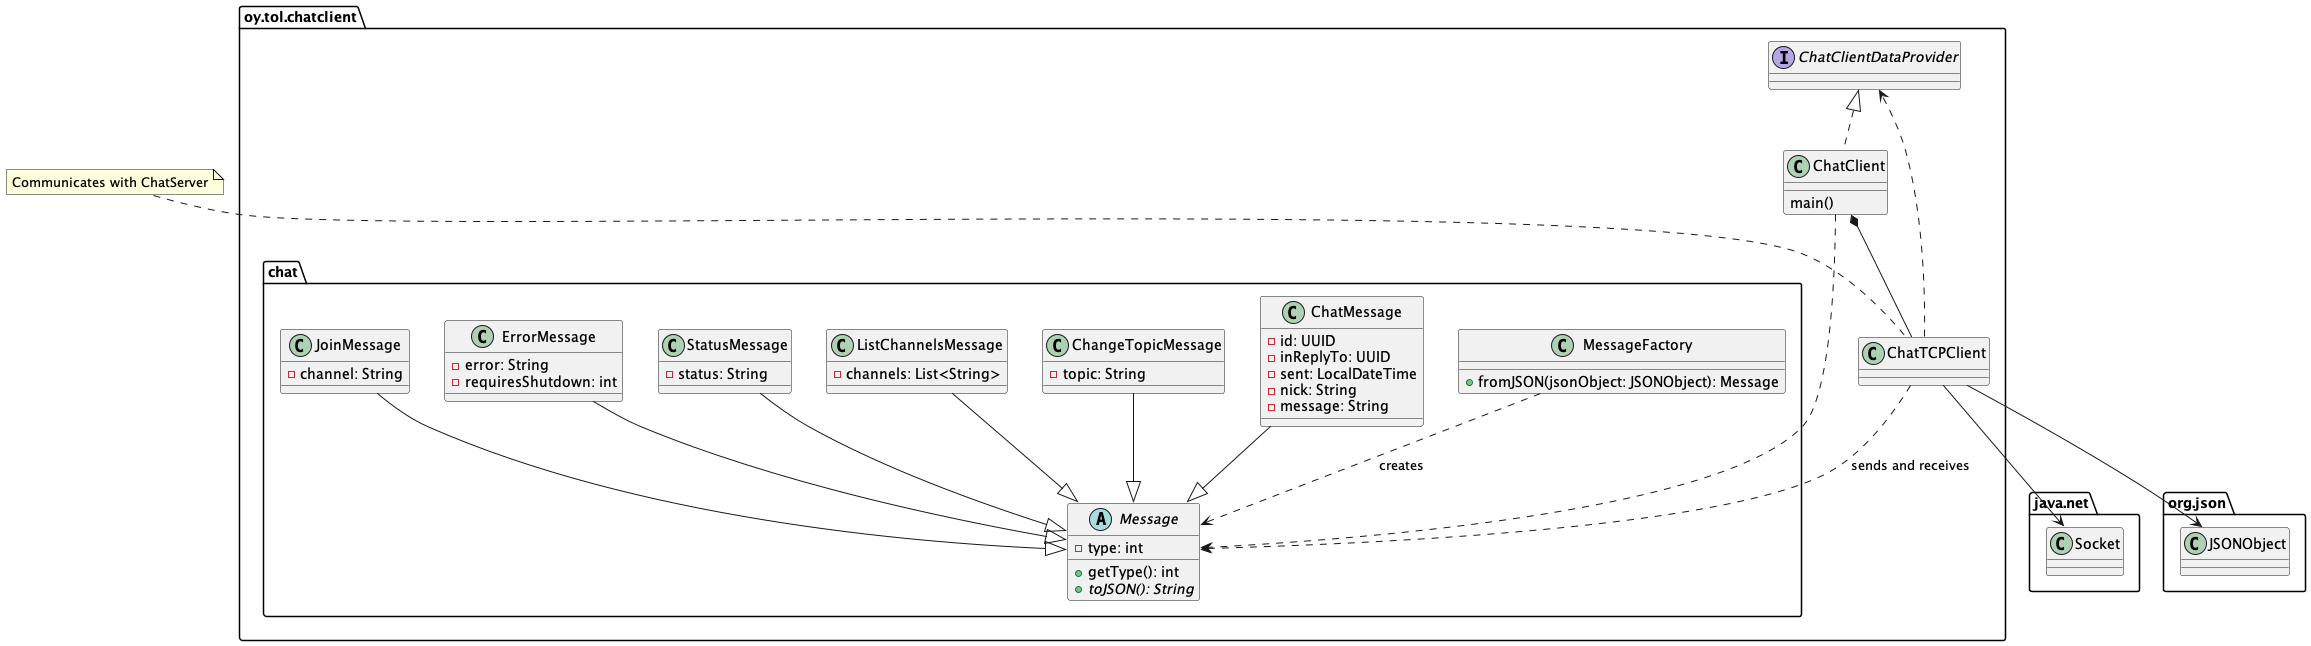 oy.tol.chatclient
I ChatClientDataProvider
Communicates with ChatServer
C ChatClient
main()
chat
C JoinMessage
channel: String
C ErrorMessage
error: String
requiresShutdown: int
C StatusMessage
status: String
C ListChannelsMessage
channels: List<String>
C ChangeTopicMessage
topic: String
C ChatMessage
id: UUID
inReplyTo: UUID
sent: LocalDateTime
nick: String
message: String
C MessageFactory
fromJSON(jsonObject: JSONObject): Message
C ChatTCPClient
creates
sends and receives
A Message
type: int
getType(): int
toJSON(): String
java.net
C Socket
org.json
C JSONObject